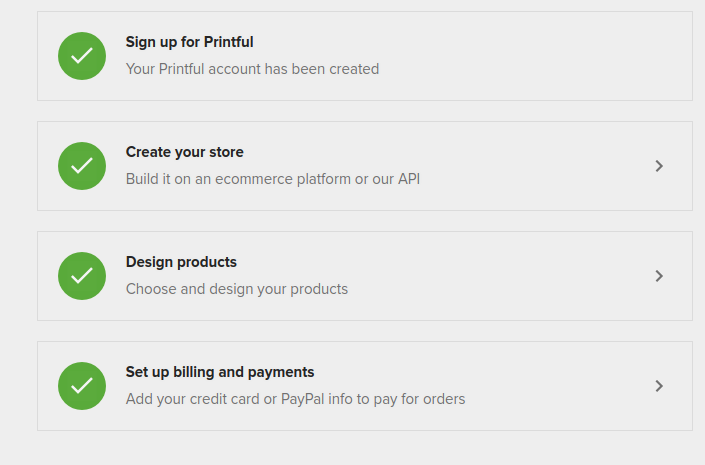 Sign up for Printful
Your Printful account has been created
Create your store
Build it on an ecommerce platform or our API
Design products
Choose and design your products
Set up billing and payments
Add your credit card or PayPal info to pay for orders